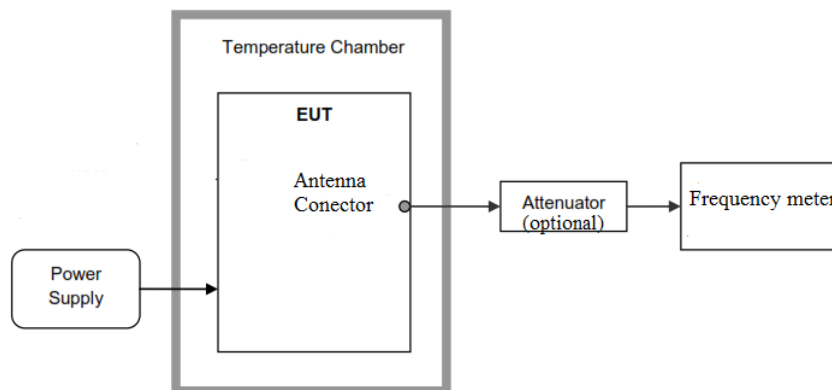 Temperature Chamber
EUT
Antenna
Conector
Attenuator
(optional)
Frequency meter
Power
Supply